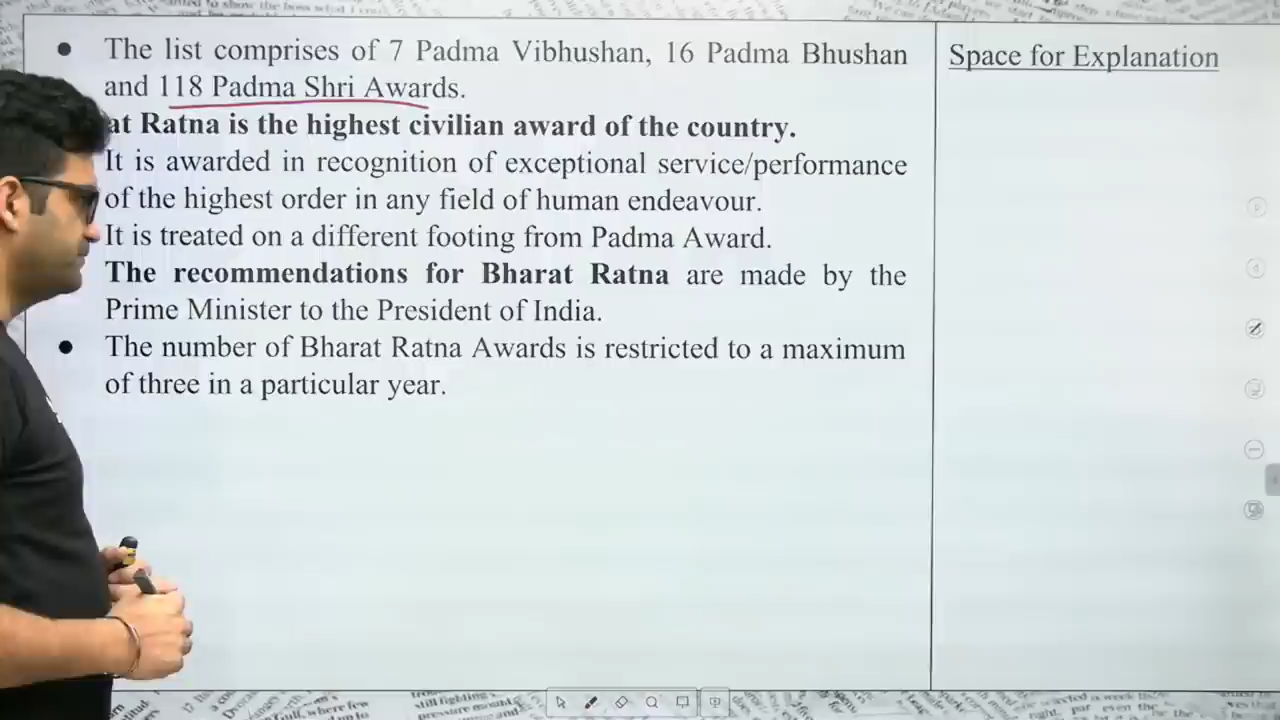 The list comprises of 7 Padma Vibhushan, 16 Padma Bhushan
and 118 Padma Shri Awards.
at Ratna is the highest civilian award of the country.
It is awarded in recognition of exceptional service/performance
of the highest order in any field of human endeavour.
It is treated on a different footing from Padma Award.
The recommendations for Bharat Ratna are made by the
Prime Minister to the President of India.
The number of Bharat Ratna Awards is restricted to a maximum
of three in a particular year.
Space for Explanation